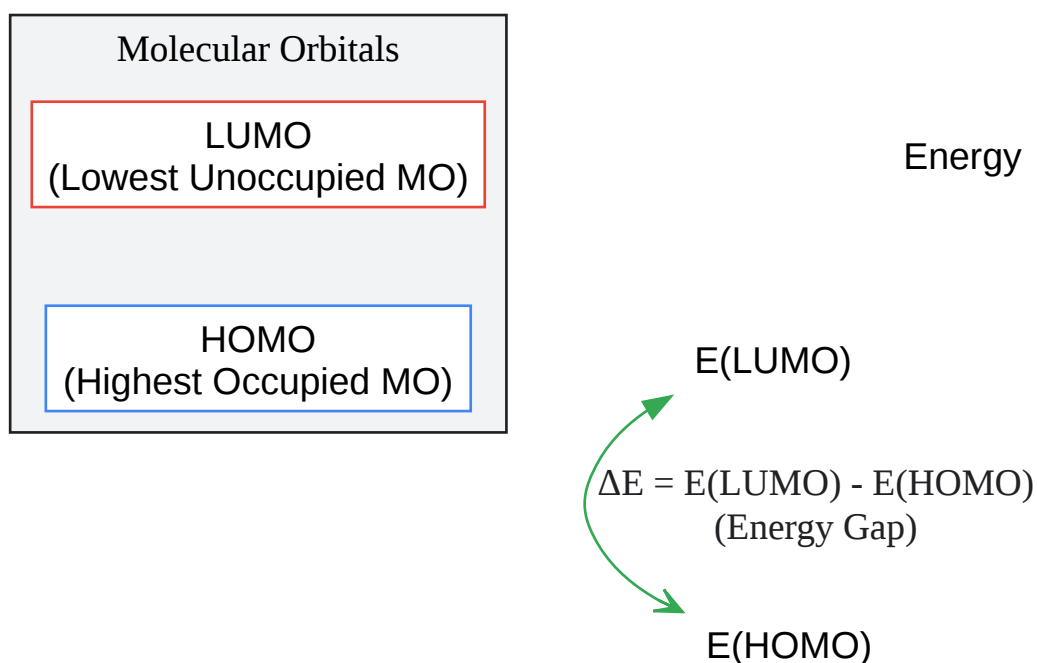 Molecular Orbitals
LUMO
(Lowest Unoccupied MO)
HOMO
(Highest Occupied MO)
Energy
E(LUMO)
ΔE = E(LUMO) - E(HOMO)
(Energy Gap)
E(HOMO)